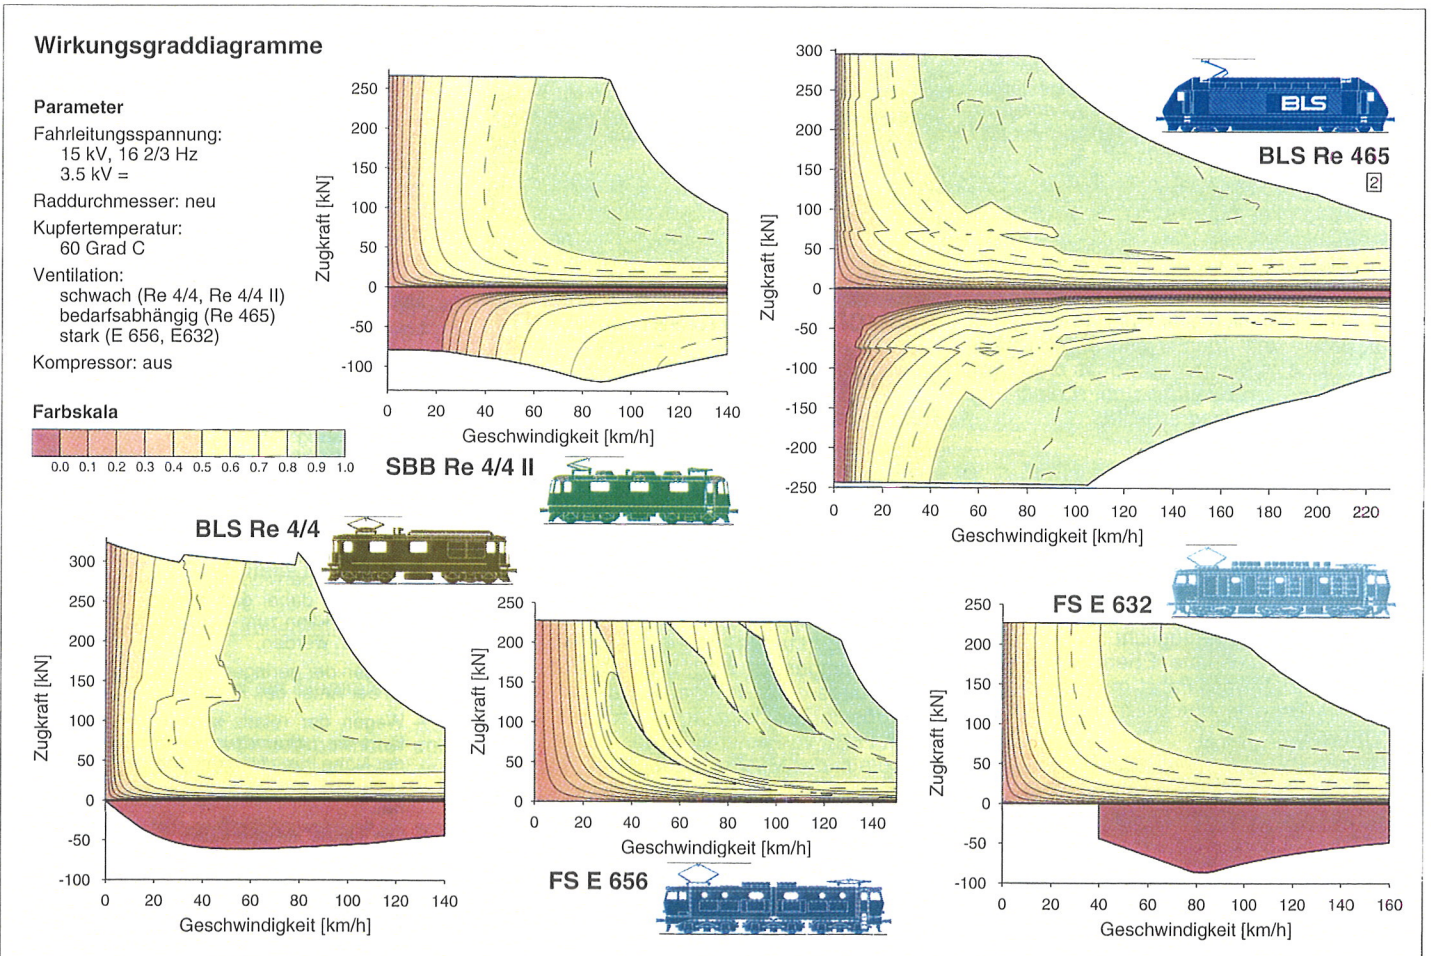 Wirkungsgraddiagramme
Parameter
Fahrleitungsspannung:
15 kV, 16 2/3 Hz
3.5 kV =
Raddurchmesser: neu
Kupfertemperatur:
60 Grad C
Ventilation:
schwach (Re 4/4, Re 4/4 II)
bedarfsabhängig (Re 465)
stark (E 656, E632)
Kompressor: aus
Farbskala
0.0 0.1 0.2 0.3 0.4 0.5 0.6 0.7 0.8 0.9 1.0
Zugkraft [kN]
250
200
150
100
50
0
-50
-100
0 20 40 60 80 100 120 140
Geschwindigkeit [km/h]
SBB Re 4/4 II
Zugkraft [kN]
300
250
200
150
100
50
0
-50
-100
-150
-200
-250
0 20 40 60 80 100 120 140 160 180 200 220
Geschwindigkeit [km/h]
BLS
BLS Re 465
2
BLS Re 4/4
Zugkraft [kN]
300
250
200
150
100
50
0
-50
-100
0 20 40 60 80 100 120 140
Geschwindigkeit [km/h]
Zugkraft [kN]
250
200
150
100
50
0
0 20 40 60 80 100 120 140
Geschwindigkeit [km/h]
FS E 656
FS E 632
Zugkraft [kN]
250
200
150
100
50
0
-50
-100
0 20 40 60 80 100 120 140 160
Geschwindigkeit [km/h]